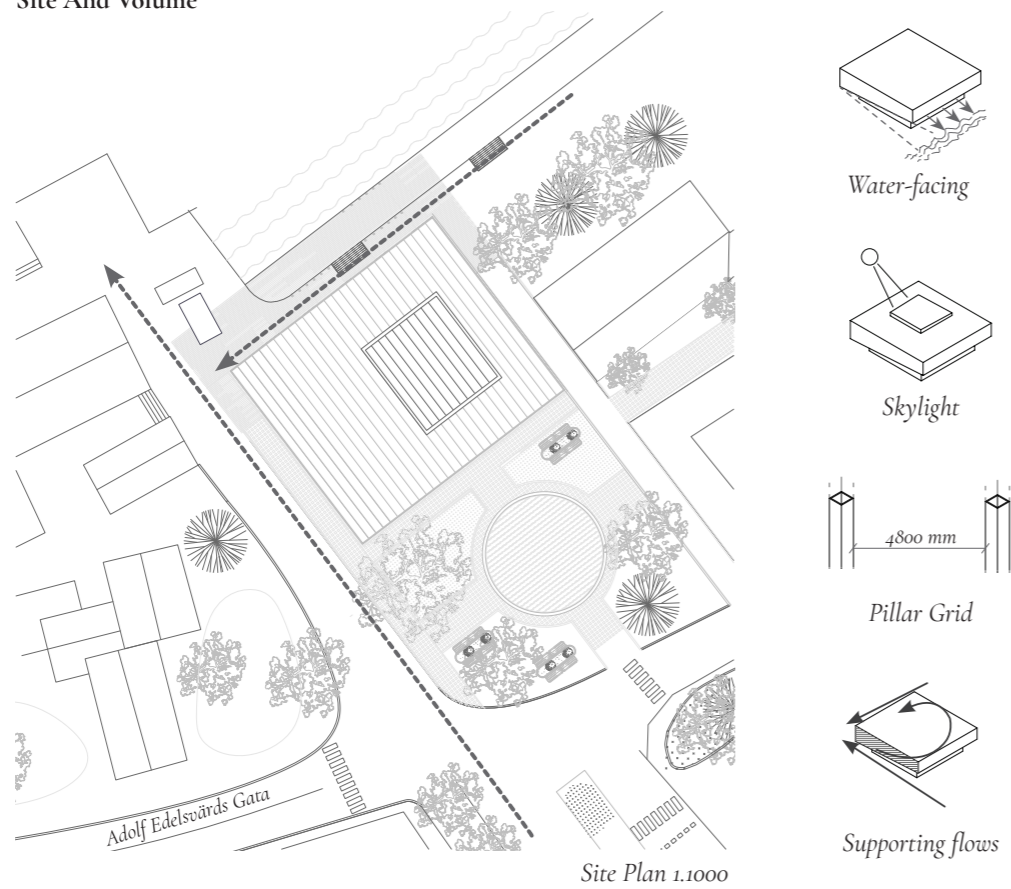 Site And Volume
Water-facing
Skylight
4800 mm
Pillar Grid
Supporting flows
Adolf Edelsvärds Gata
Site Plan 1.1000